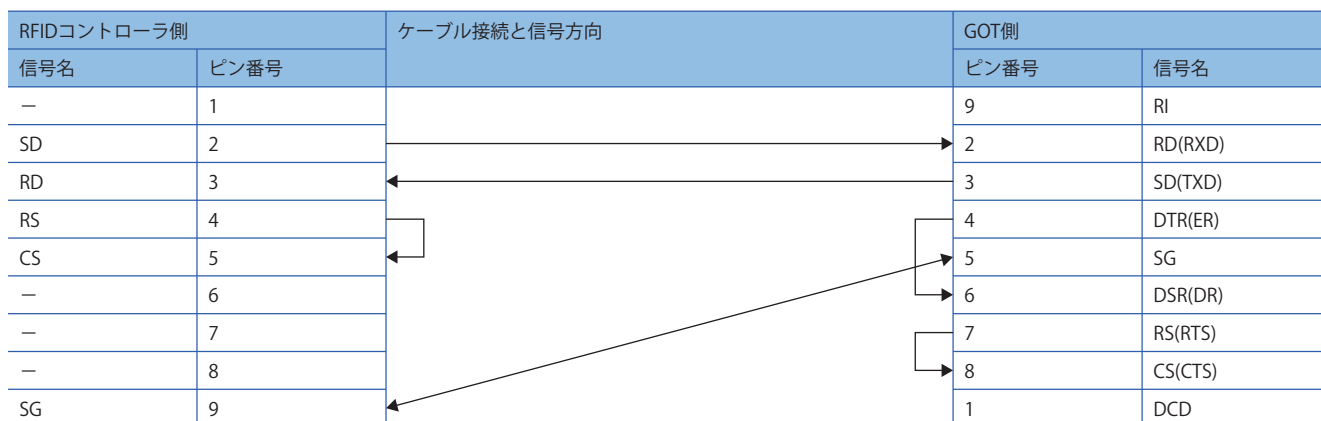 RFIDコントローラ側 ケーブル接続と信号方向 GOT側
信号名 ピン番号 ピン番号 信号名
— 1 9 RI
SD 2 2 RD(RXD)
RD 3 3 SD(TXD)
RS 4 4 DTR(ER)
CS 5 5 SG
— 6 6 DSR(DR)
— 7 7 RS(RTS)
— 8 8 CS(CTS)
SG 9 1 DCD